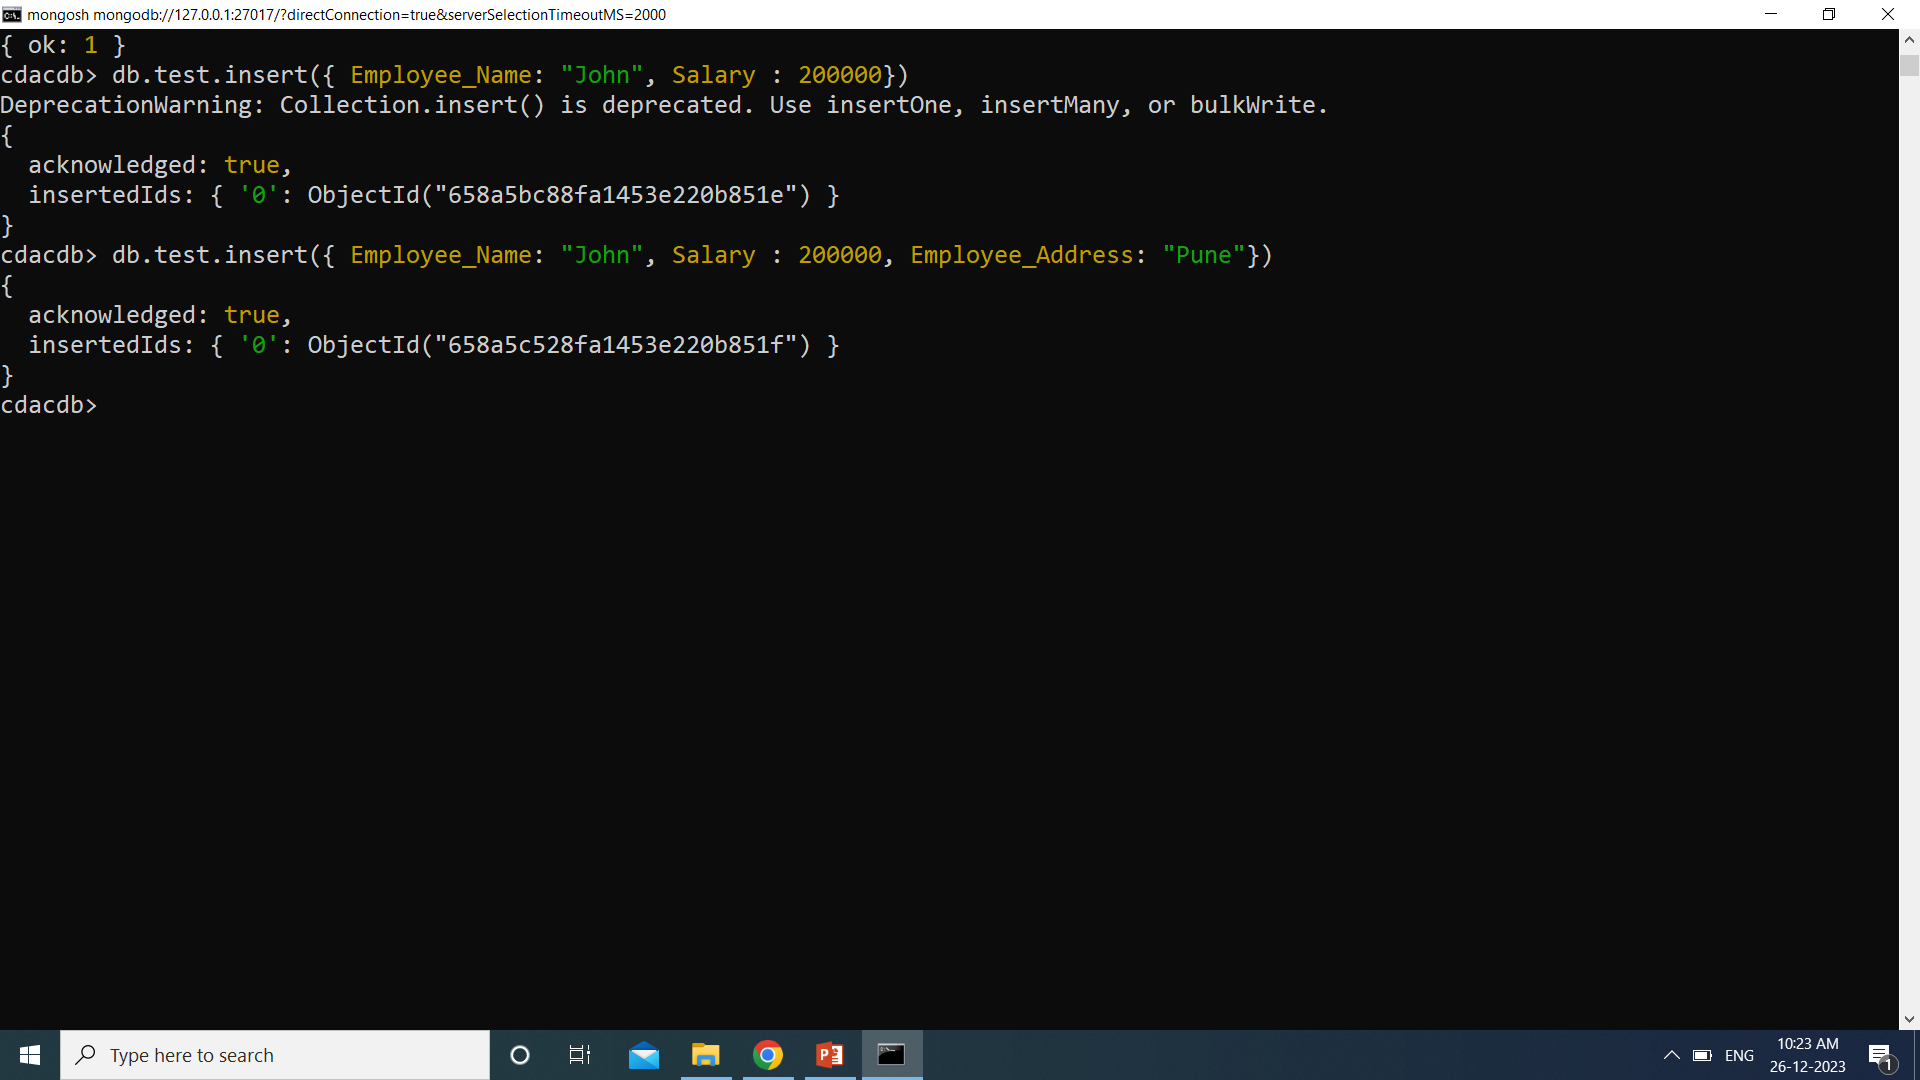 mongosh mongodb://127.0.0.1:27017/?directConnection=true&serverSelectionTimeoutMS=2000
{ ok: 1 }
cdacdb> db.test.insert({ Employee_Name: "John", Salary : 200000})
DeprecationWarning: Collection.insert() is deprecated. Use insertOne, insertMany, or bulkWrite.
{
  acknowledged: true,
  insertedIds: { '0': ObjectId("658a5bc88fa1453e220b851e") }
}
cdacdb> db.test.insert({ Employee_Name: "John", Salary : 200000, Employee_Address: "Pune"})
{
  acknowledged: true,
  insertedIds: { '0': ObjectId("658a5c528fa1453e220b851f") }
}
cdacdb>
Type here to search
ENG
10:23 AM
26-12-2023
1